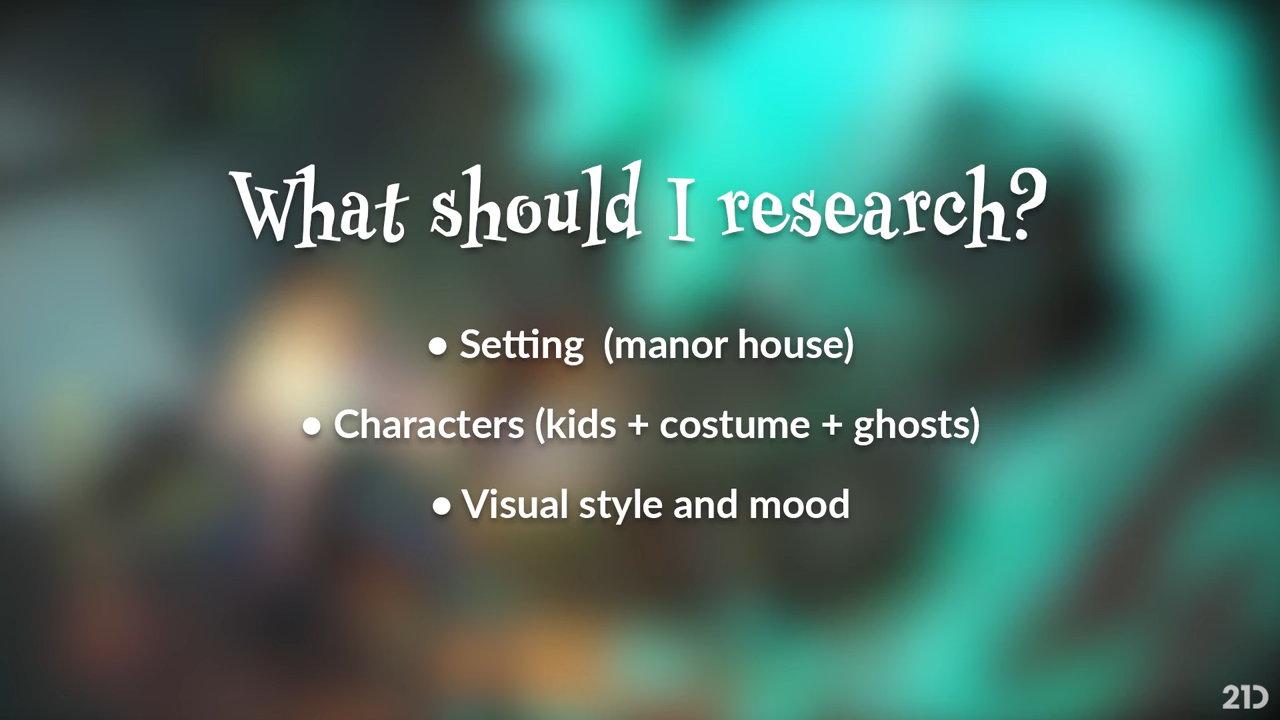 What should I research?
• Setting  (manor house)
• Characters (kids + costume + ghosts)
• Visual style and mood
21D